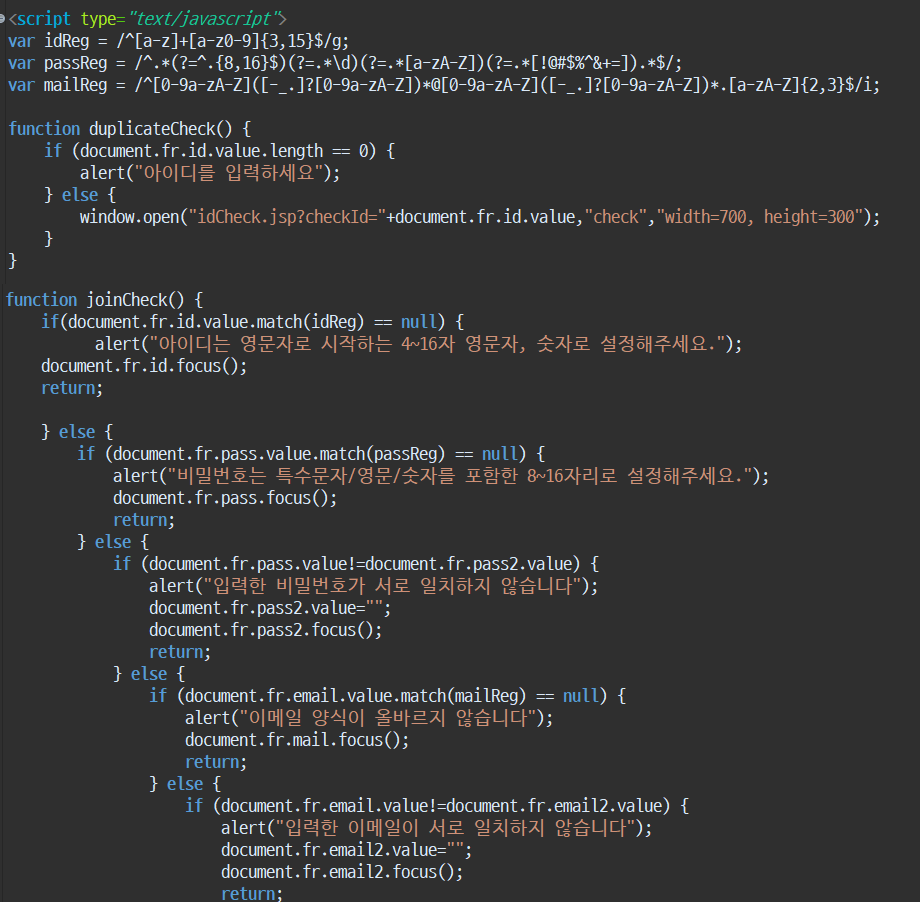 <script type="text/javascript">
var idReg = /^[a-z]+[a-z0-9]{3,15}$/g;
var passReg = /^.*(?=^.{8,16}$)(?=.*\d)(?=.*[a-zA-Z])(?=.*[!@#$%^&+=]).*$/;
var mailReg = /^[0-9a-zA-Z]([-_.]?[0-9a-zA-Z])*@[0-9a-zA-Z]([-_.]?[0-9a-zA-Z])*.[a-zA-Z]{2,3}$/i;

function duplicateCheck() {
    if (document.fr.id.value.length == 0) {
        alert("아이디를 입력하세요");
    } else {
        window.open("idCheck.jsp?checkId="+document.fr.id.value,"check","width=700, height=300");
    }
}

function joinCheck() {
    if(document.fr.id.value.match(idReg) == null) {
          alert("아이디는 영문자로 시작하는 4~16자 영문자, 숫자로 설정해주세요.");
    document.fr.id.focus();
    return;

    } else {
        if (document.fr.pass.value.match(passReg) == null) {
            alert("비밀번호는 특수문자/영문/숫자를 포함한 8~16자리로 설정해주세요.");
            document.fr.pass.focus();
            return;
        } else {
            if (document.fr.pass.value!=document.fr.pass2.value) {
                alert("입력한 비밀번호가 서로 일치하지 않습니다");
                document.fr.pass2.value="";
                document.fr.pass2.focus();
                return;
            } else {
                if (document.fr.email.value.match(mailReg) == null) {
                    alert("이메일 양식이 올바르지 않습니다");
                    document.fr.mail.focus();
                    return;
                } else {
                    if (document.fr.email.value!=document.fr.email2.value) {
                        alert("입력한 이메일이 서로 일치하지 않습니다");
                        document.fr.email2.value="";
                        document.fr.email2.focus();
                        return;